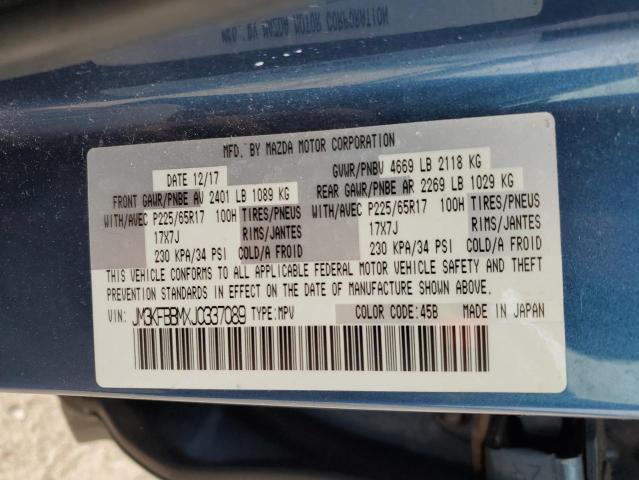 MFD. BY MAZDA MOTOR CORPORATION
DATE 12/17 GVWR/PNBV 4669 LB 2118 KG
FRONT GAWR/PNBE AV 2401 LB 1089 KG REAR GAWR/PNBE AR 2269 LB 1029 KG
WITH/AVEC P225/65R17 100H TIRES/PNEUS WITH/AVEC P225/65R17 100H TIRES/PNEUS
17X7J RIMS/JANTES 17X7J RIMS/JANTES
230 KPA/34 PSI COLD/A FROID 230 KPA/34 PSI COLD/A FROID
THIS VEHICLE CONFORMS TO ALL APPLICABLE FEDERAL MOTOR VEHICLE SAFETY AND THEFT
PREVENTION STANDARDS IN EFFECT ON THE DATE OF MANUFACTURE SHOWN ABOVE.
VIN: JM3KFBBMXJ0337089 TYPE:MPV COLOR CODE:45B MADE IN JAPAN